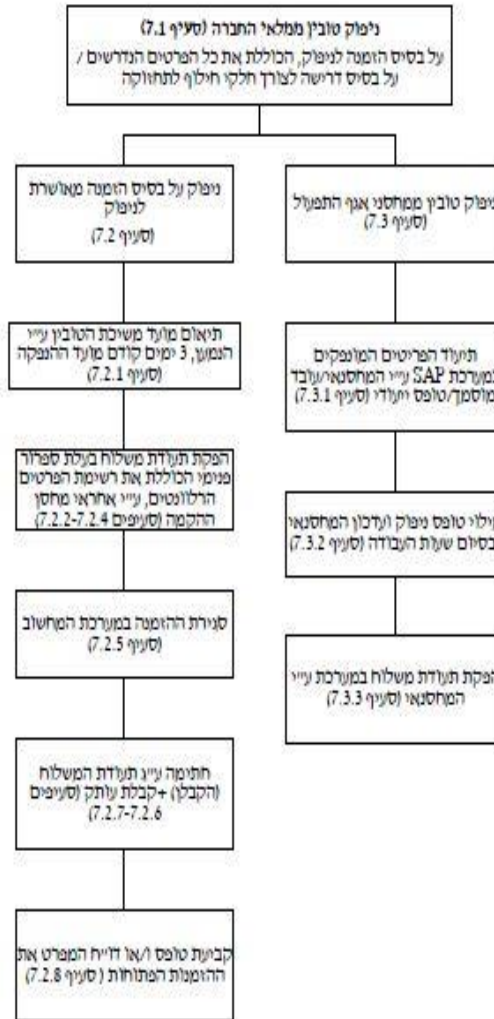 ניפוק טובין ממלאי החברה (סעיף 7.1)
על בסיס הזמנה לניפוק, הכוללת את כל הפרטים הנדרשים /
על בסיס דרישה לצורך חלקי חילוף לתחזוקה
ניפוק על בסיס הזמנה מאושרת
לניפוק
(סעיף 7.2)
תיאום מועד משיכת הטובין ע״י
הנמען, 3 ימים קודם מועד ההנפקה
(סעיף 7.2.1)
הפקת תעודת משלוח בעלת ספרור
פנימי הכוללת את רשימת הפרטים
הרלוונטים, ע״י אחראי מחסן
ההקמה (סעיפים 7.2.2-7.2.4)
סגירת ההזמנה במערכת המחשוב
(סעיף 7.2.5)
חתימה ע״ג תעודת המשלוח
(הקבלן) +קבלת עותק (סעיפים
7.2.7-7.2.6)
קביעת טופס ו/או דו״ח המפרט את
ההזמנות הפתוחות ( סעיף 7.2.8)
ניפוק טובין ממחסני אגף התפעול
(סעיף 7.3)
תיעוד הפריטים המונפקים
במערכת SAP ע״י המחסנאי/עובד
מוסמך/טופס ייעודי (סעיף 7.3.1)
מילוי טופס ניפוק ועדכון המחסנאי
בסיום שעות העבודה (סעיף 7.3.2)
הפקת תעודת משלוח במערכת ע״י
המחסנאי (סעיף 7.3.3)